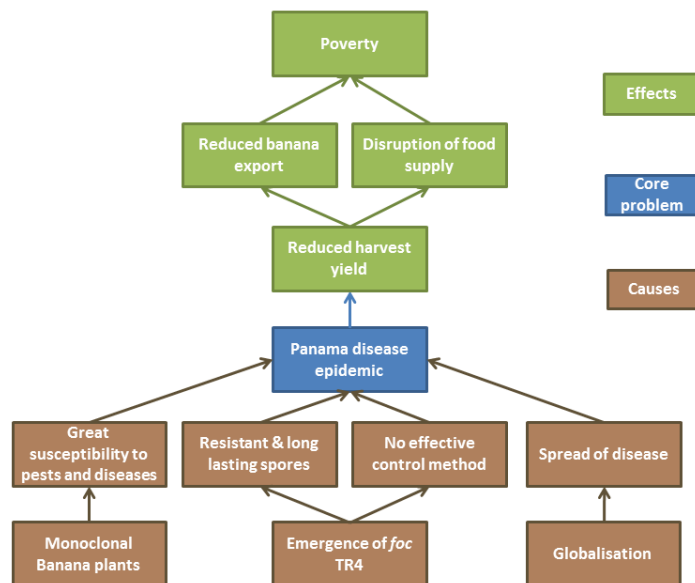 Poverty
Effects
Reduced banana
export
Disruption of food
supply
Core
problem
Reduced harvest
yield
Causes
Panama disease
epidemic
Great
susceptibility to
pests and diseases
Resistant & long
lasting spores
No effective
control method
Spread of disease
Monoclonal
Banana plants
Emergence of foc
TR4
Globalisation